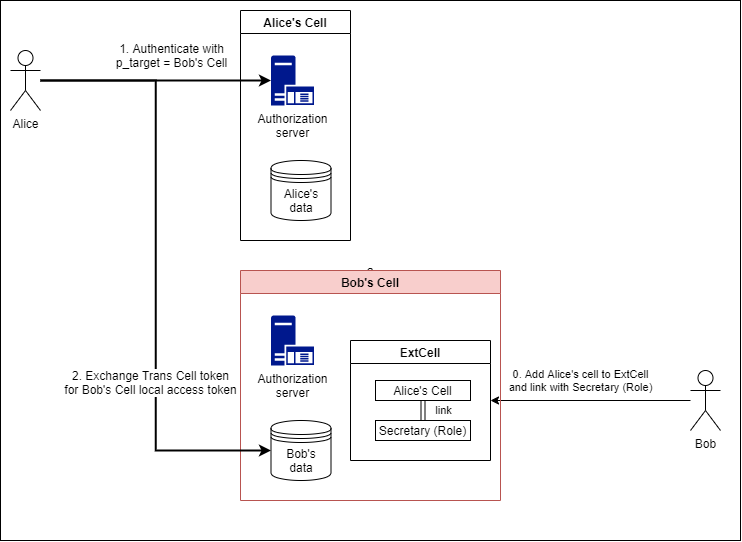 Alice's Cell
1. Authenticate with
p_target = Bob's Cell
Alice
Authorization
server
Alice's
data
Bob's Cell
ExtCell
0. Add Alice's cell to ExtCell
and link with Secretary (Role)
2. Exchange Trans Cell token
for Bob's Cell local access token
Authorization
server
Alice's Cell
link
Secretary (Role)
Bob's
data
Bob